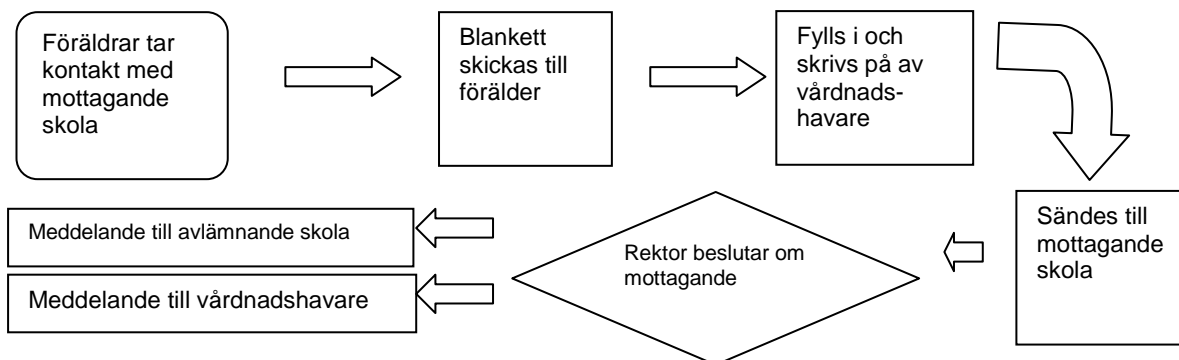 Föräldrar tar
kontakt med
mottagande
skola
Blankett
skickas till
förälder
Fylls i och
skrivs på av
vårdnads-
havare
Sändes till
mottagande
skola
Rektor beslutar om
mottagande
Meddelande till avlämnande skola
Meddelande till vårdnadshavare